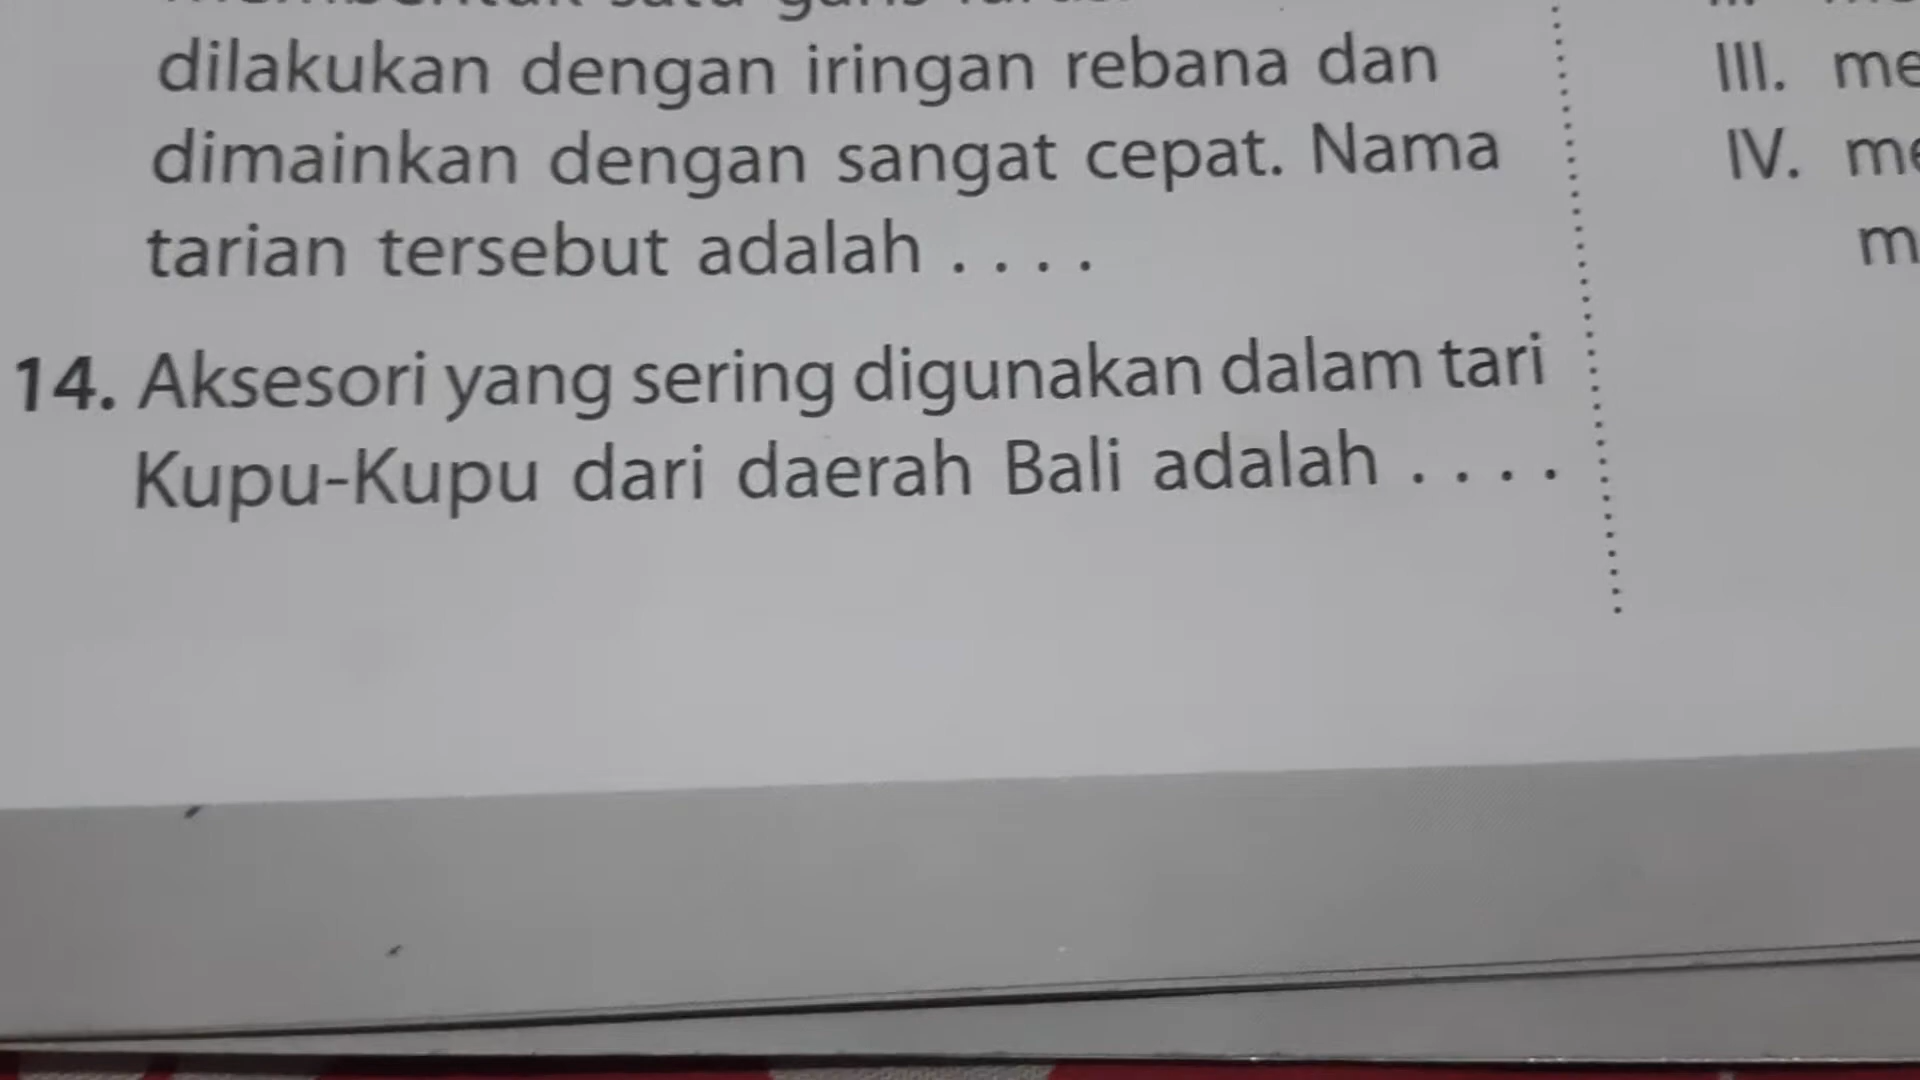 dilakukan dengan iringan rebana dan
dimainkan dengan sangat cepat. Nama
tarian tersebut adalah . . . .
14. Aksesori yang sering digunakan dalam tari
Kupu-Kupu dari daerah Bali adalah . . . .
III.
IV.